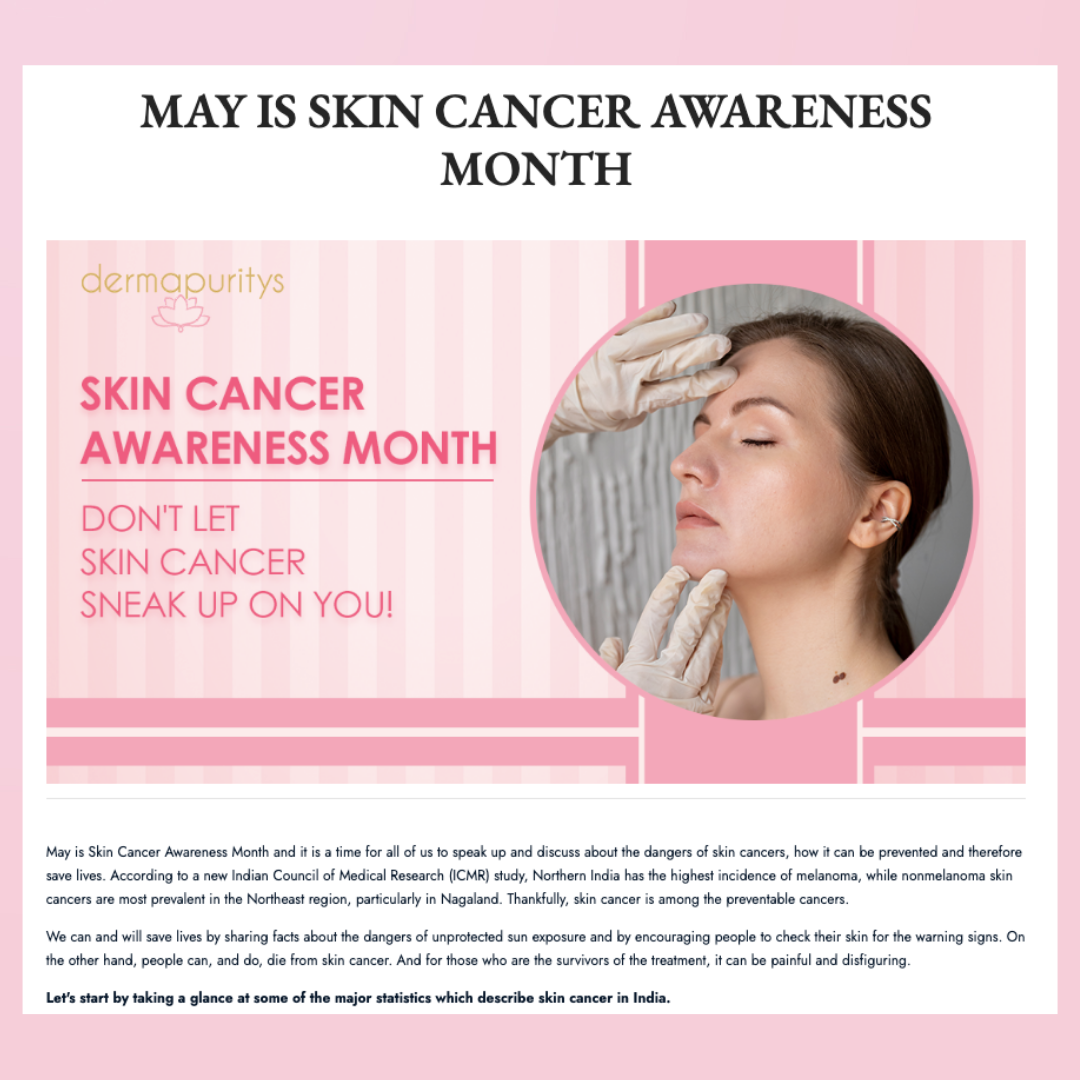 MAY IS SKIN CANCER AWARENESS
MONTH
dermapuritys
SKIN CANCER
AWARENESS MONTH
DON'T LET
SKIN CANCER
SNEAK UP ON YOU!
May is Skin Cancer Awareness Month and it is a time for all of us to speak up and discuss about the dangers of skin cancers, how it can be prevented and therefore
save lives. According to a new Indian Council of Medical Research (ICMR) study, Northern India has the highest incidence of melanoma, while nonmelanoma skin
cancers are most prevalent in the Northeast region, particularly in Nagaland. Thankfully, skin cancer is among the preventable cancers.
We can and will save lives by sharing facts about the dangers of unprotected sun exposure and by encouraging people to check their skin for the warning signs. On
the other hand, people can, and do, die from skin cancer. And for those who are the survivors of the treatment, it can be painful and disfiguring.
Let's start by taking a glance at some of the major statistics which describe skin cancer in India.